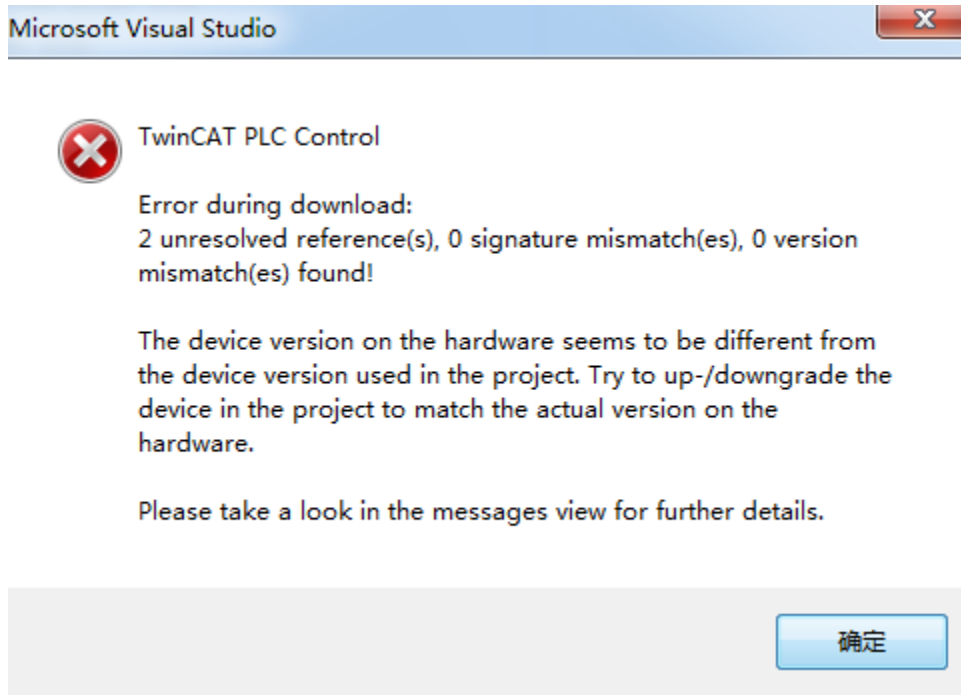 Microsoft Visual Studio
TwinCAT PLC Control
Error during download:
2 unresolved reference(s), 0 signature mismatch(es), 0 version
mismatch(es) found!
The device version on the hardware seems to be different from
the device version used in the project. Try to up-/downgrade the
device in the project to match the actual version on the
hardware.
Please take a look in the messages view for further details.
确定